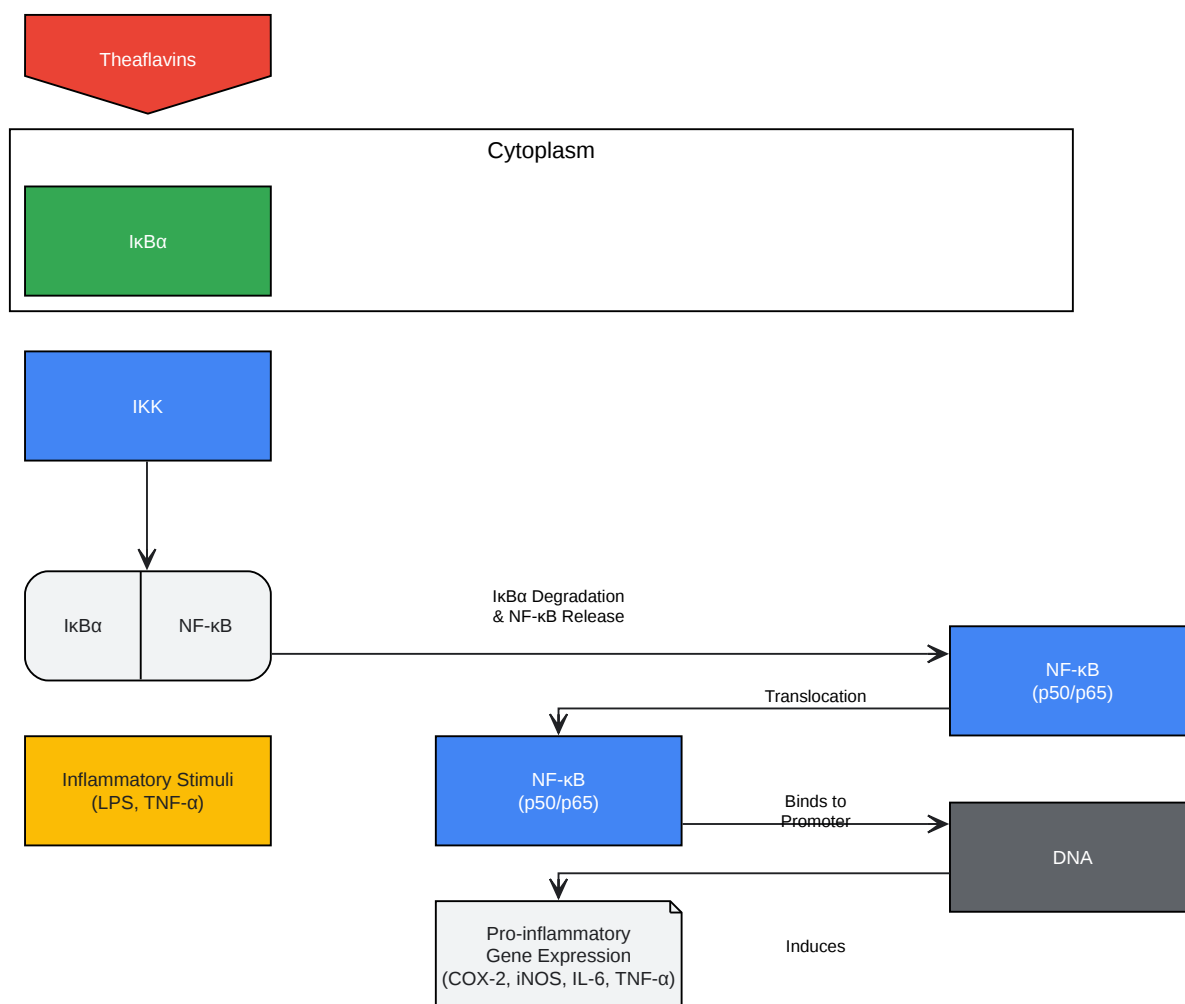 Theaflavins
Cytoplasm
IκBα
IKK
IκBα
NF-κB
IκBα Degradation
& NF-κB Release
NF-κB
(p50/p65)
Translocation
Inflammatory Stimuli
(LPS, TNF-α)
NF-κB
(p50/p65)
Binds to
Promoter
DNA
Pro-inflammatory
Gene Expression
(COX-2, iNOS, IL-6, TNF-α)
Induces